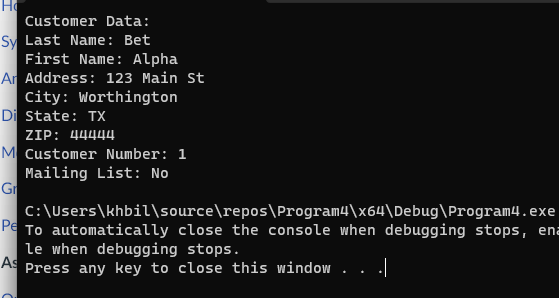 Customer Data:
Last Name: Bet
First Name: Alpha
Address: 123 Main St
City: Worthington
State: TX
ZIP: 44444
Customer Number: 1
Mailing List: No
C:\Users\khbil\source\repos\Program4\x64\Debug\Program4.exe
To automatically close the console when debugging stops, ena
le when debugging stops.
Press any key to close this window . . .